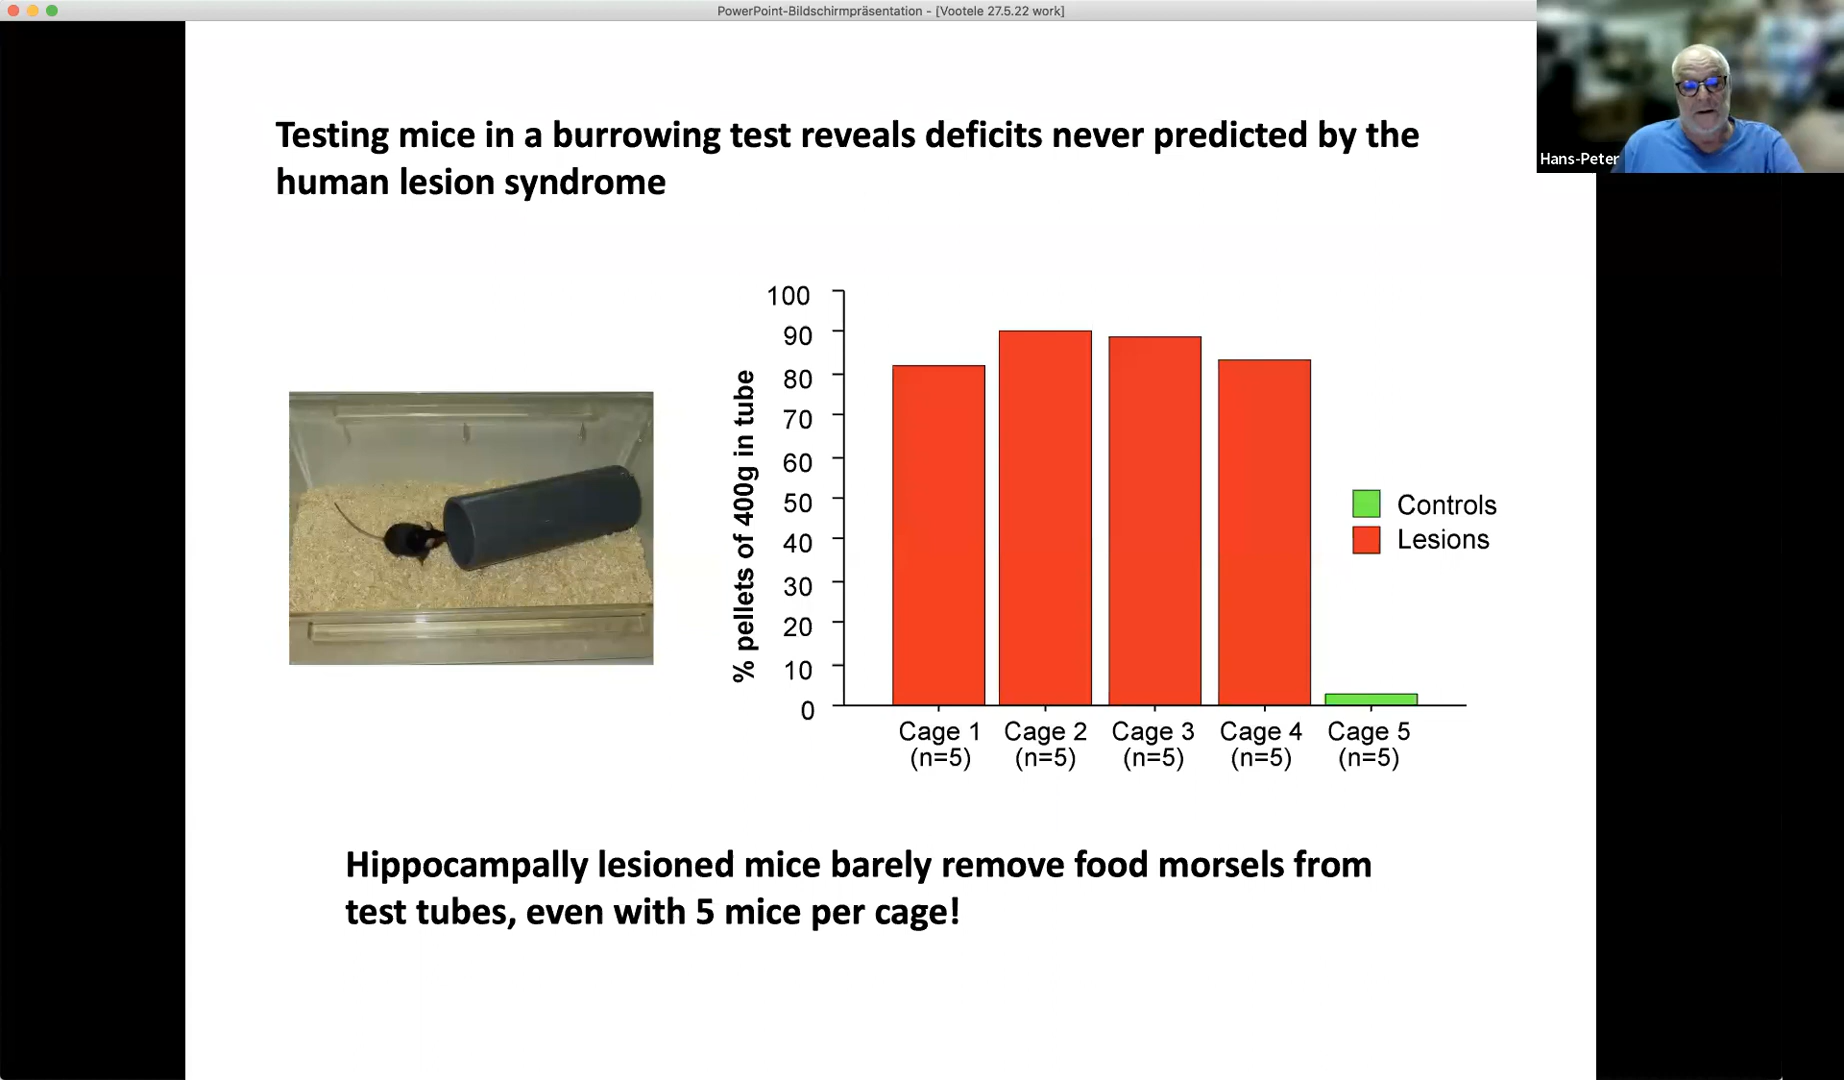 PowerPoint-Bildschirmpräsentation - [Vootele 27.5.22 work]
Hans-Peter
Testing mice in a burrowing test reveals deficits never predicted by the
human lesion syndrome
% pellets of 400g in tube
100
90
80
70
60
50
40
30
20
10
0
Controls
Lesions
Cage 1 Cage 2 Cage 3 Cage 4 Cage 5
(n=5) (n=5) (n=5) (n=5) (n=5)
Hippocampally lesioned mice barely remove food morsels from
test tubes, even with 5 mice per cage!